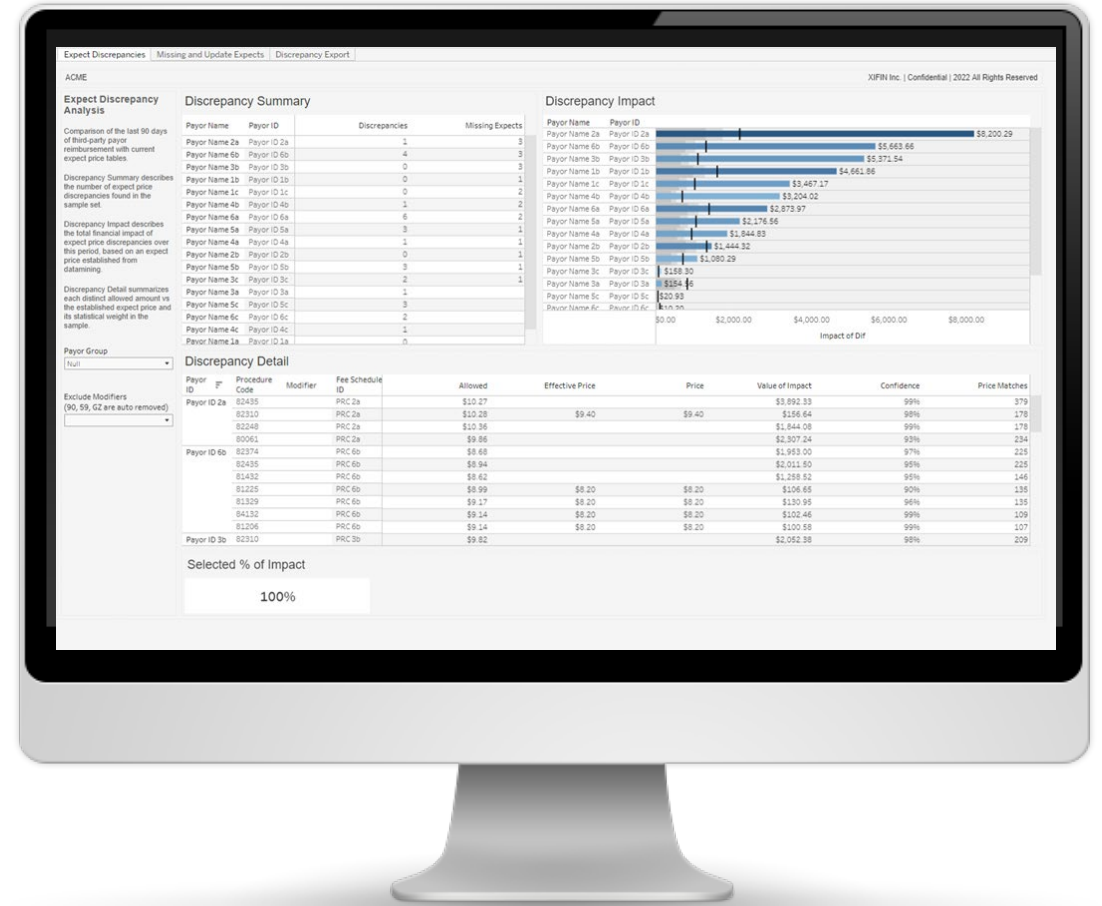 Expect Discrepancies Missing and Update Expects Discrepancy Export
ACME XIFIN Inc. | Confidential | 2022 All Rights Reserved
Expect Discrepancy
Analysis
Comparison of the last 90 days
of third-party payor
reimbursement with current
expect price tables.
Discrepancy Summary describes
the number of expect price
discrepancies found in the
sample set.
Discrepancy Impact describes
the total financial impact of
expect price discrepancies over
this period, based on an expect
price established from
datamining.
Discrepancy Detail summarizes
each distinct allowed amount vs
the established expect price and
its statistical weight in the
sample.
Payor Group
Null
Exclude Modifiers
(90, 59, GZ are auto removed)
Discrepancy Summary
Payor Name Payor ID Discrepancies Missing Expects
Payor Name 2a Payor ID 2a 1 3
Payor Name 6b Payor ID 6b 4 3
Payor Name 3b Payor ID 3b 0 3
Payor Name 1b Payor ID 1b 0 1
Payor Name 1c Payor ID 1c 0 2
Payor Name 4b Payor ID 4b 1 2
Payor Name 6a Payor ID 6a 6 2
Payor Name 5a Payor ID 5a 3 1
Payor Name 4a Payor ID 4a 1 1
Payor Name 2b Payor ID 2b 0 1
Payor Name 5b Payor ID 5b 3 1
Payor Name 3c Payor ID 3c 2 1
Payor Name 3a Payor ID 3a 1
Payor Name 5c Payor ID 5c 3
Payor Name 6c Payor ID 6c 2
Payor Name 4c Payor ID 4c 1
Payor Name 1a Payor ID 1a 0
Discrepancy Impact
Payor Name Payor ID
Payor Name 2a Payor ID 2a $8,200.29
Payor Name 6b Payor ID 6b $5,663.66
Payor Name 3b Payor ID 3b $5,371.54
Payor Name 1b Payor ID 1b $4,661.86
Payor Name 1c Payor ID 1c $3,467.17
Payor Name 4b Payor ID 4b $3,204.02
Payor Name 6a Payor ID 6a $2,873.97
Payor Name 5a Payor ID 5a $2,176.56
Payor Name 4a Payor ID 4a $1,844.83
Payor Name 2b Payor ID 2b $1,444.32
Payor Name 5b Payor ID 5b $1,080.29
Payor Name 3c Payor ID 3c $158.30
Payor Name 3a Payor ID 3a
Payor Name 5c Payor ID 5c $20.93
Payor Name 6c Payor ID 6c
$0.00 $2,000.00 $4,000.00 $6,000.00 $8,000.00
Impact of Dif
Discrepancy Detail
Payor Procedure Modifier Fee Schedule Allowed Effective Price Price Value of Impact Confidence Price Matches
ID Code ID
Payor ID 2a 82435 PRC 2a $10.27 $3,892.33 99% 379
82310 PRC 2a $10.28 $9.40 $9.40 $156.64 98% 178
82248 PRC 2a $10.36 $1,844.08 99% 178
80061 PRC 2a $9.86 $2,307.24 93% 234
Payor ID 6b 82374 PRC 6b $8.68 $1,953.00 97% 225
82435 PRC 6b $8.94 $2,011.50 95% 225
81432 PRC 6b $8.62 $1,258.52 95% 146
81225 PRC 6b $8.99 $8.20 $8.20 $106.65 90% 135
81329 PRC 6b $9.17 $8.20 $8.20 $130.95 96% 135
84132 PRC 6b $9.14 $8.20 $8.20 $102.46 99% 109
81206 PRC 6b $9.14 $8.20 $8.20 $100.58 99% 107
Payor ID 3b 82310 PRC 3b $9.82 $2,052.38 98% 209
Selected % of Impact
100%